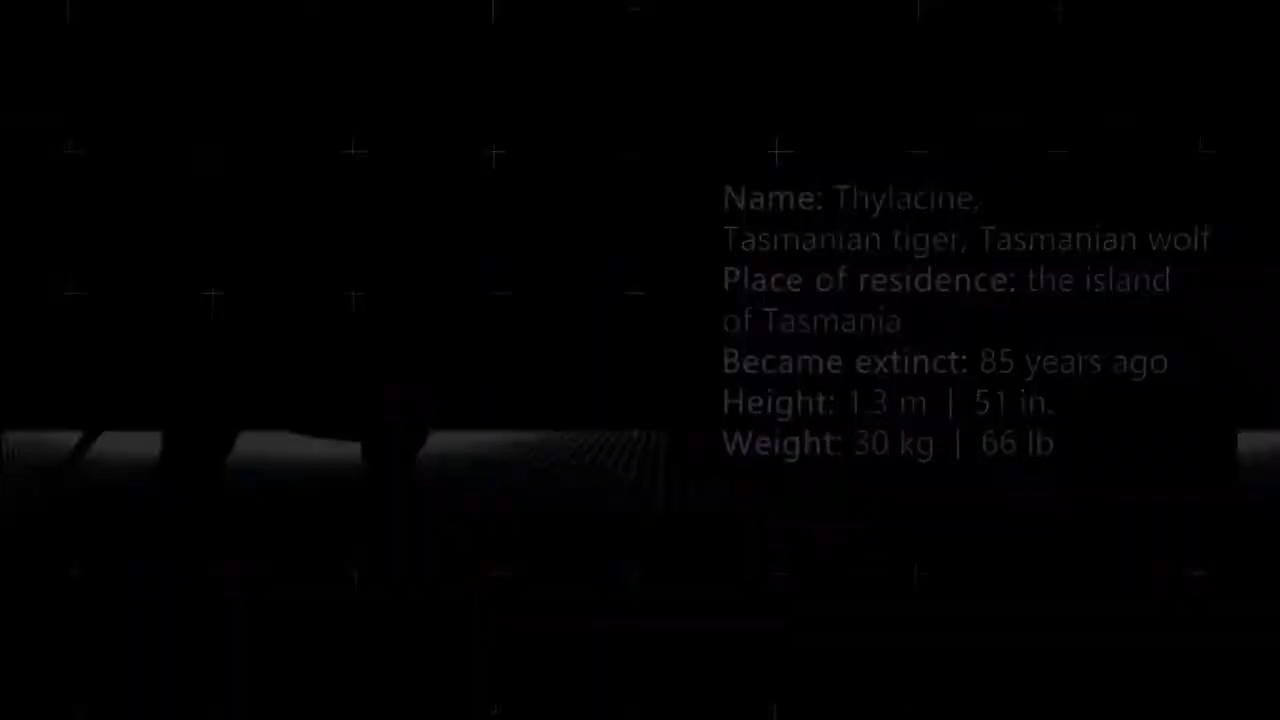 Name: Thylacine,
Tasmanian tiger, Tasmanian wolf
Place of residence: the island
of Tasmania
Became extinct: 85 years ago
Height: 1.3 m | 51 in.
Weight: 30 kg | 66 lb